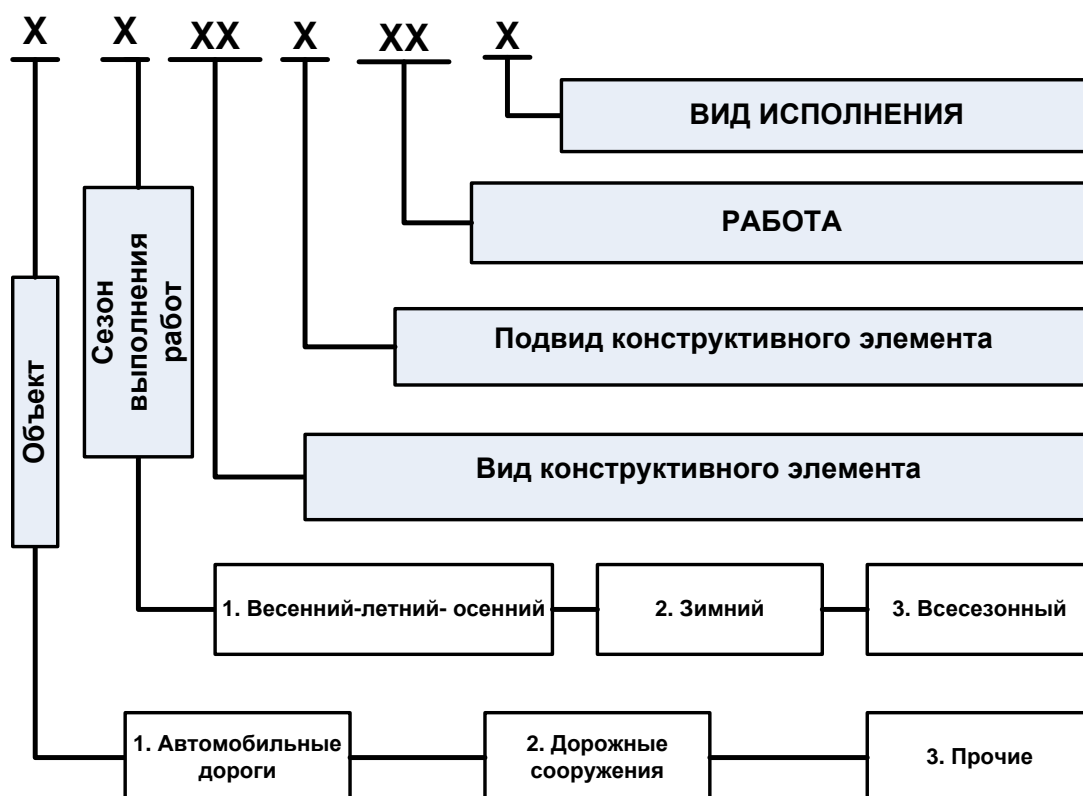 X X XX X XX X
ВИД ИСПОЛНЕНИЯ
РАБОТА
Подвид конструктивного элемента
Вид конструктивного элемента
Сезон
выполнения
работ
Объект
1. Весенний-летний- осенний
2. Зимний
3. Всесезонный
1. Автомобильные
дороги
2. Дорожные
сооружения
3. Прочие